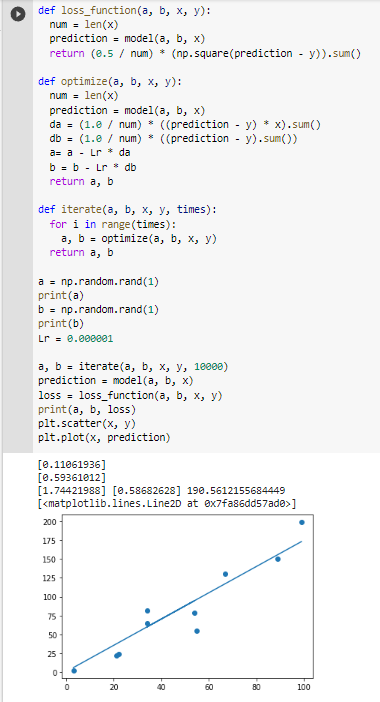 def loss_function(a, b, x, y):
  num = len(x)
  prediction = model(a, b, x)
  return (0.5 / num) * (np.square(prediction - y)).sum()

def optimize(a, b, x, y):
  num = len(x)
  prediction = model(a, b, x)
  da = (1.0 / num) * ((prediction - y) * x).sum()
  db = (1.0 / num) * ((prediction - y).sum())
  a= a - Lr * da
  b = b - Lr * db
  return a, b

def iterate(a, b, x, y, times):
  for i in range(times):
    a, b = optimize(a, b, x, y)
  return a, b

a = np.random.rand(1)
print(a)
b = np.random.rand(1)
print(b)
Lr = 0.000001

a, b = iterate(a, b, x, y, 10000)
prediction = model(a, b, x)
loss = loss_function(a, b, x, y)
print(a, b, loss)
plt.scatter(x, y)
plt.plot(x, prediction)
[0.11061936]
[0.59361012]
[1.74421988] [0.58682628] 190.5612155684449
[<matplotlib.lines.Line2D at 0x7fa86dd57ad0>]
200
175
150
125
100
75
50
25
0
0 20 40 60 80 100